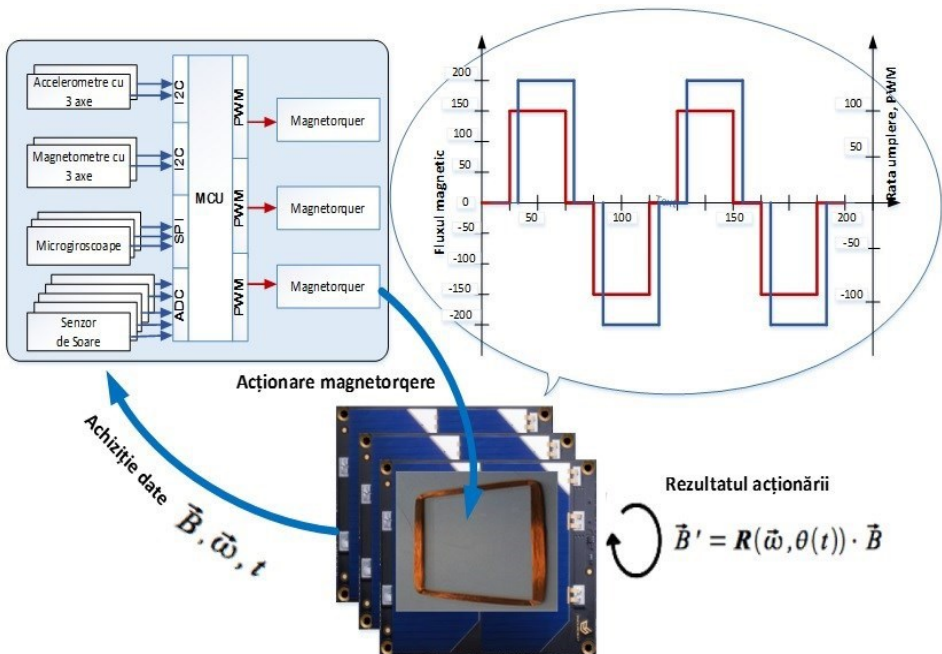 Accelerometre cu
3 axe
Magnetometre cu
3 axe
Microgiroscoape
Senzor
de Soare
I2C
I2C
SPI
ADC
MCU
PWM
PWM
PWM
Magnetorquer
Magnetorquer
Magnetorquer
Fluxul magnetic
200
150
100
50
0
-50
-100
-150
-200
50
100
150
200
Rata umplere, PWM
100
50
-50
-100
Acționare magnetorqere
Achiziție date
B⃗, ω⃗, t
Rezultatul acționării
B⃗ ' = R(ω⃗, θ(t)) · B⃗